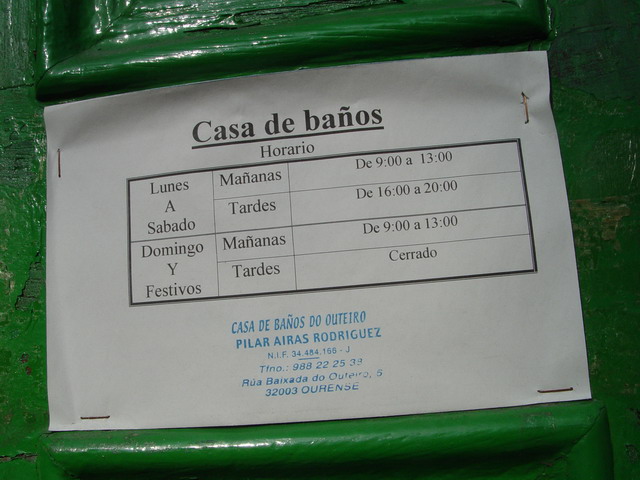 Casa de baños
Horario
Lunes A Sabado
Mañanas De 9:00 a 13:00
Tardes De 16:00 a 20:00
Domingo Y Festivos
Mañanas De 9:00 a 13:00
Tardes Cerrado
CASA DE BAÑOS DO OUTEIRO
PILAR AIRAS RODRIGUEZ
N.I.F. 34.484.166 - J
Tfno.: 988 22 25 38
Rúa Baixada do Outeiro, 5
32003 OURENSE